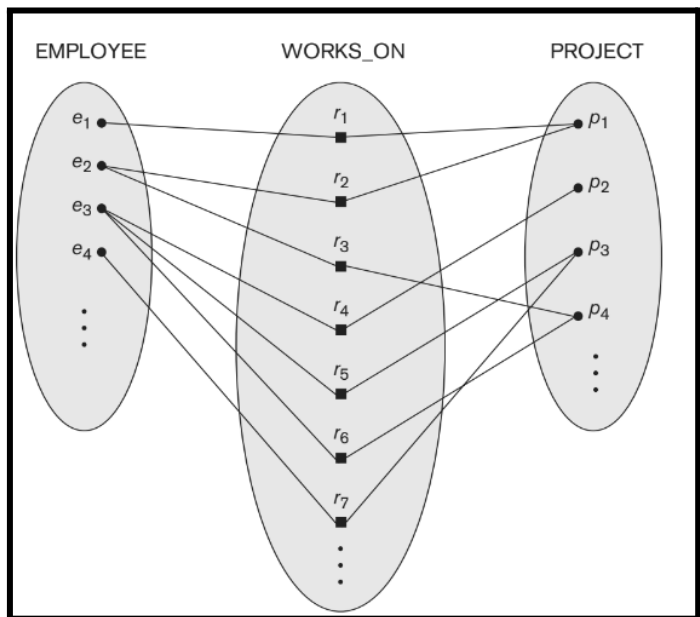 EMPLOYEE WORKS_ON PROJECT
e1
e2
e3
e4
r1
r2
r3
r4
r5
r6
r7
p1
p2
p3
p4